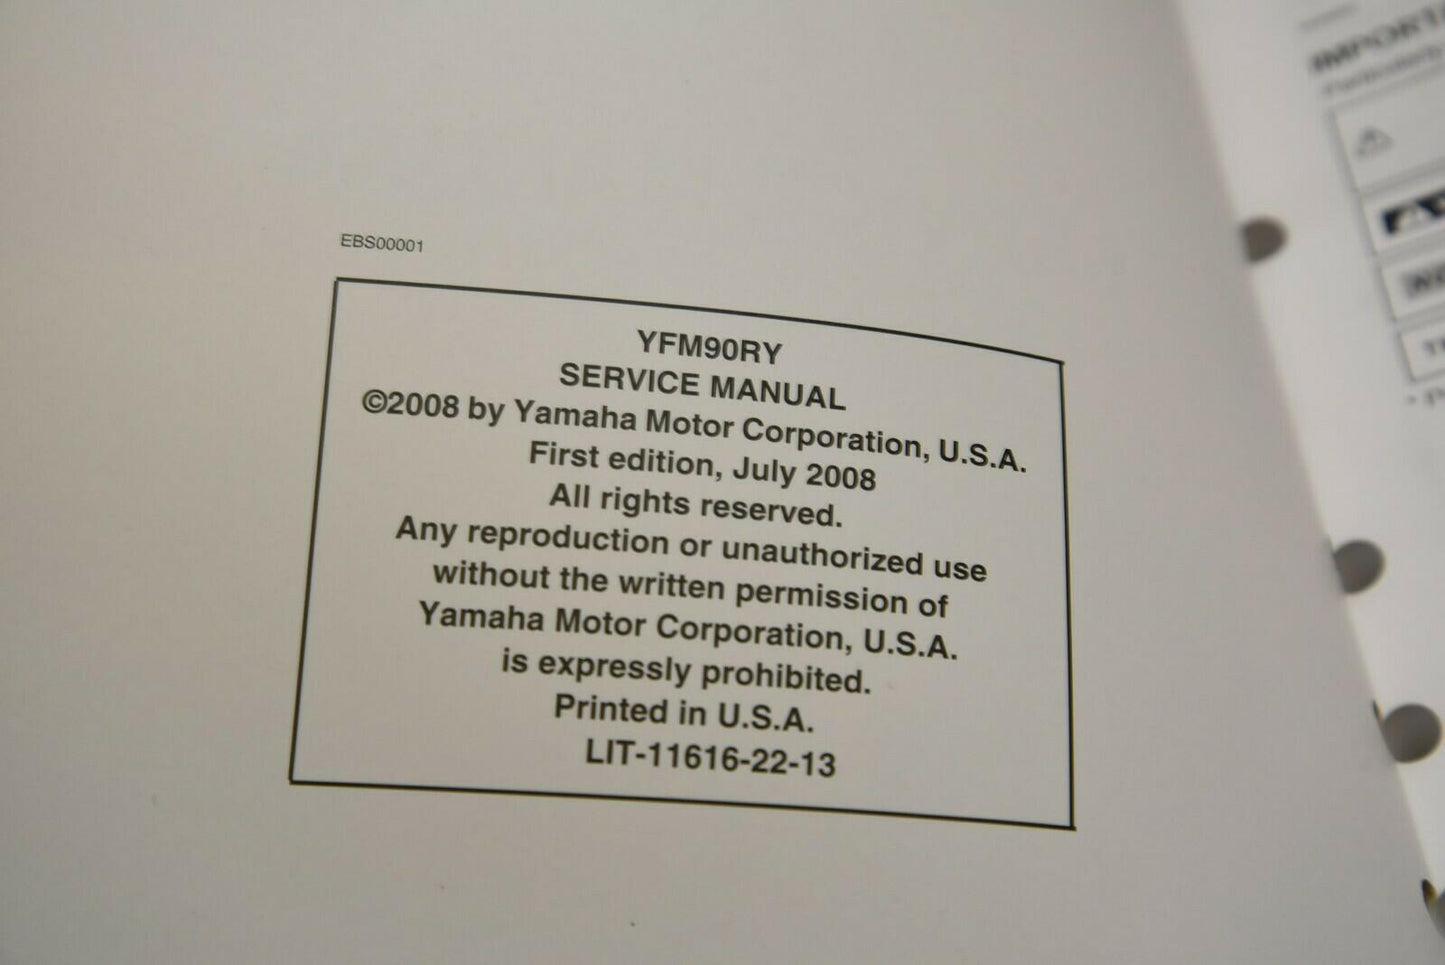 EBS00001
YFM90RY
SERVICE MANUAL
©2008 by Yamaha Motor Corporation, U.S.A.
First edition, July 2008
All rights reserved.
Any reproduction or unauthorized use
without the written permission of
Yamaha Motor Corporation, U.S.A.
is expressly prohibited.
Printed in U.S.A.
LIT-11616-22-13